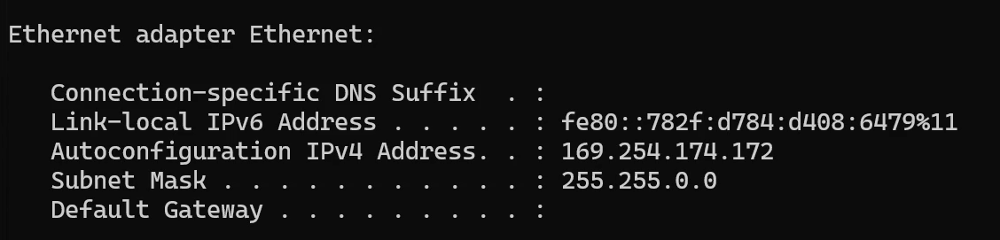 Ethernet adapter Ethernet:
Connection-specific DNS Suffix  . :
Link-local IPv6 Address . . . . . : fe80::782f:d784:d408:6479%11
Autoconfiguration IPv4 Address. . : 169.254.174.172
Subnet Mask . . . . . . . . . . . : 255.255.0.0
Default Gateway . . . . . . . . . :